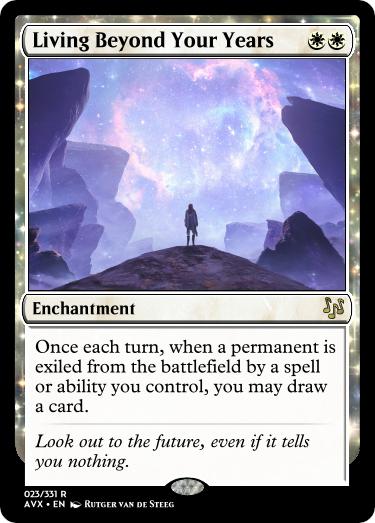 Living Beyond Your Years
Enchantment
Once each turn, when a permanent is
exiled from the battlefield by a spell
or ability you control, you may draw
a card.
Look out to the future, even if it tells
you nothing.
023/331 R
AVX • EN Rutger van de Steeg